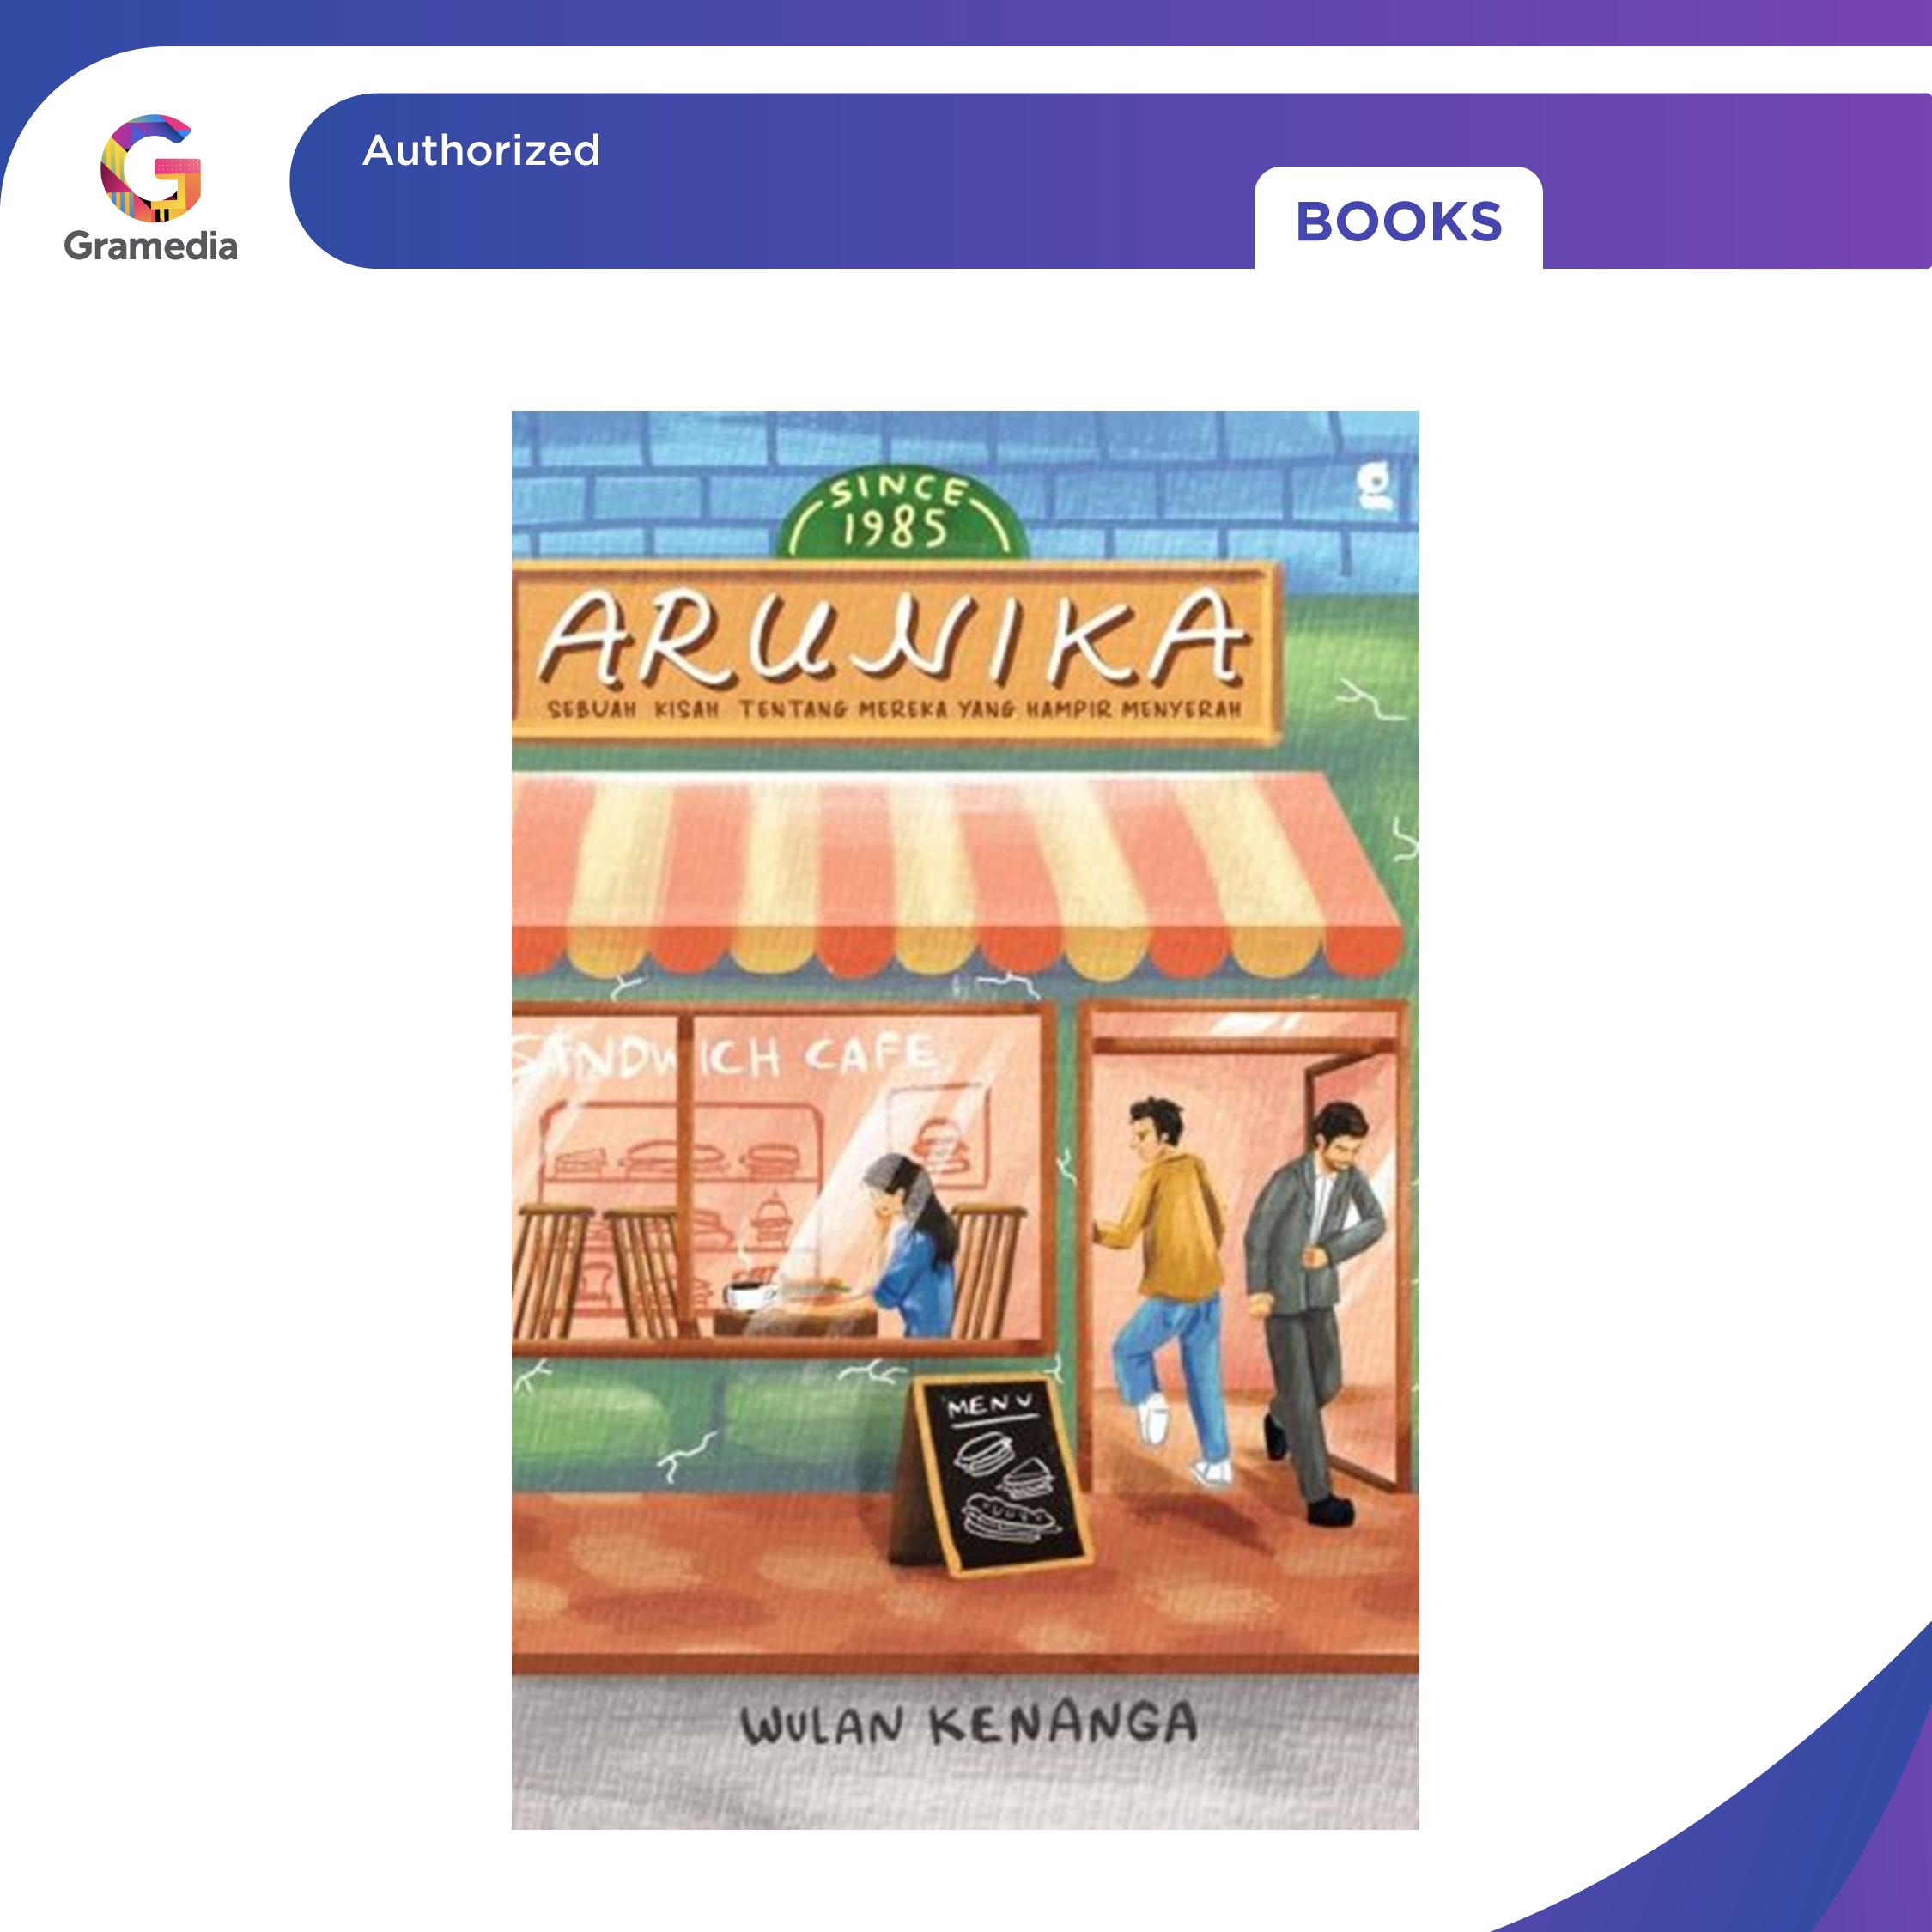 Authorized
BOOKS
Gramedia
SINCE
1985
ARUNIKA
SEBUAH KISAH TENTANG MEREKA YANG HAMPIR MENYERAH
SANDWICH CAFE
MENU
WULAN KENANGA